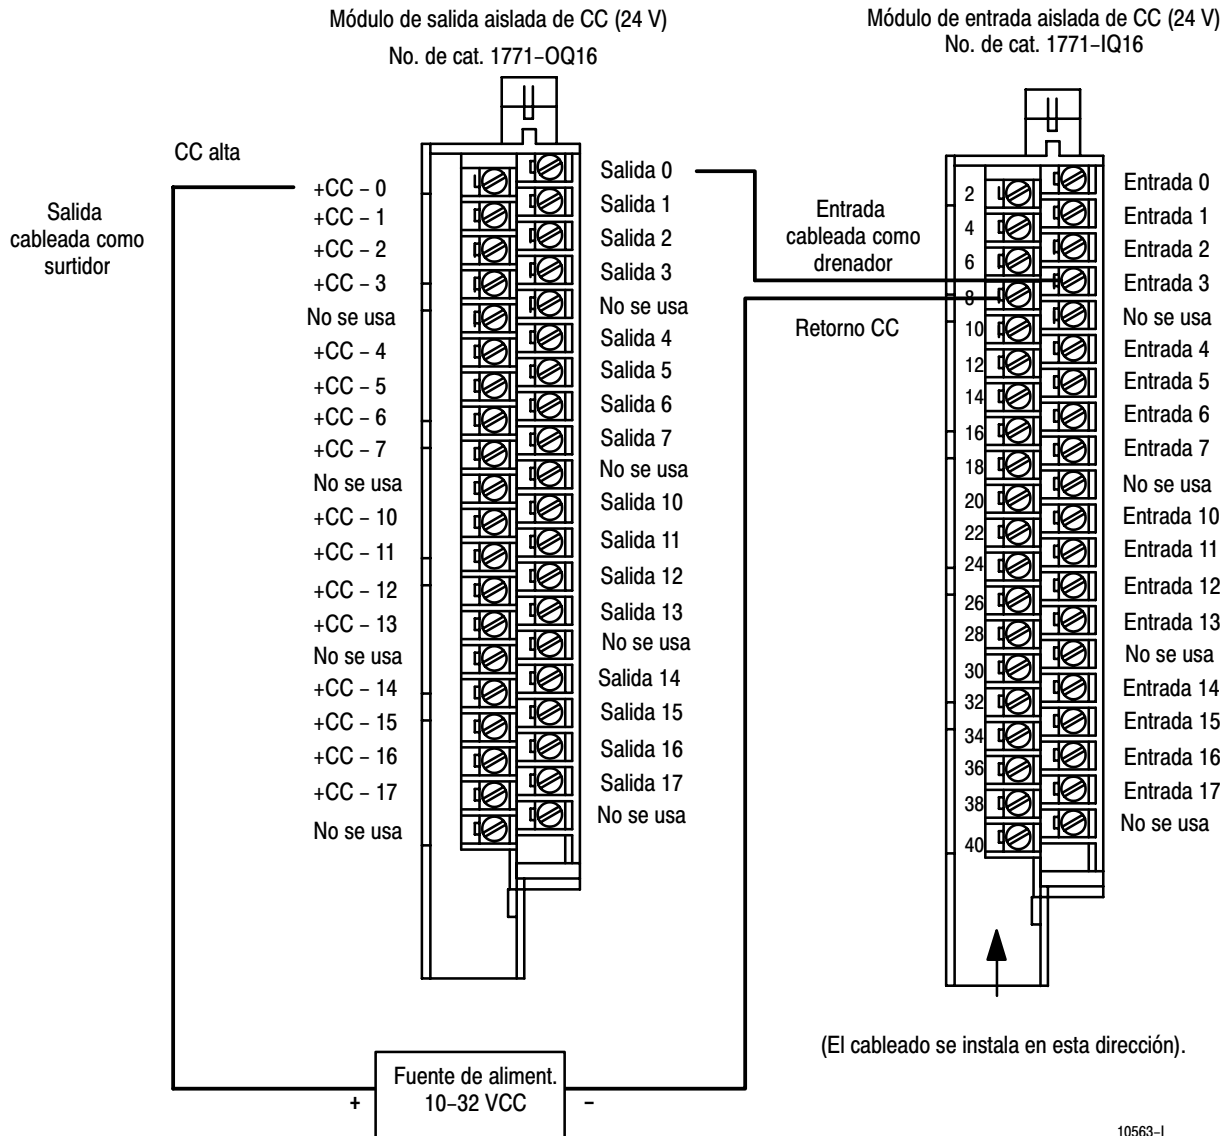 Módulo de salida aislada de CC (24 V)
No. de cat. 1771–OQ16
Módulo de entrada aislada de CC (24 V)
No. de cat. 1771–IQ16
CC alta
Salida
cableada como
surtidor
+CC – 0
+CC – 1
+CC – 2
+CC – 3
No se usa
+CC – 4
+CC – 5
+CC – 6
+CC – 7
No se usa
+CC – 10
+CC – 11
+CC – 12
+CC – 13
No se usa
+CC – 14
+CC – 15
+CC – 16
+CC – 17
No se usa
Salida 0
Salida 1
Salida 2
Salida 3
No se usa
Salida 4
Salida 5
Salida 6
Salida 7
No se usa
Salida 10
Salida 11
Salida 12
Salida 13
No se usa
Salida 14
Salida 15
Salida 16
Salida 17
No se usa
Entrada
cableada como
drenador
Retorno CC
2
4
6
8
10
12
14
16
18
20
22
24
26
28
30
32
34
36
38
40
Entrada 0
Entrada 1
Entrada 2
Entrada 3
No se usa
Entrada 4
Entrada 5
Entrada 6
Entrada 7
No se usa
Entrada 10
Entrada 11
Entrada 12
Entrada 13
No se usa
Entrada 14
Entrada 15
Entrada 16
Entrada 17
No se usa
(El cableado se instala en esta dirección).
Fuente de aliment.
10–32 VCC
+
–
10563–I